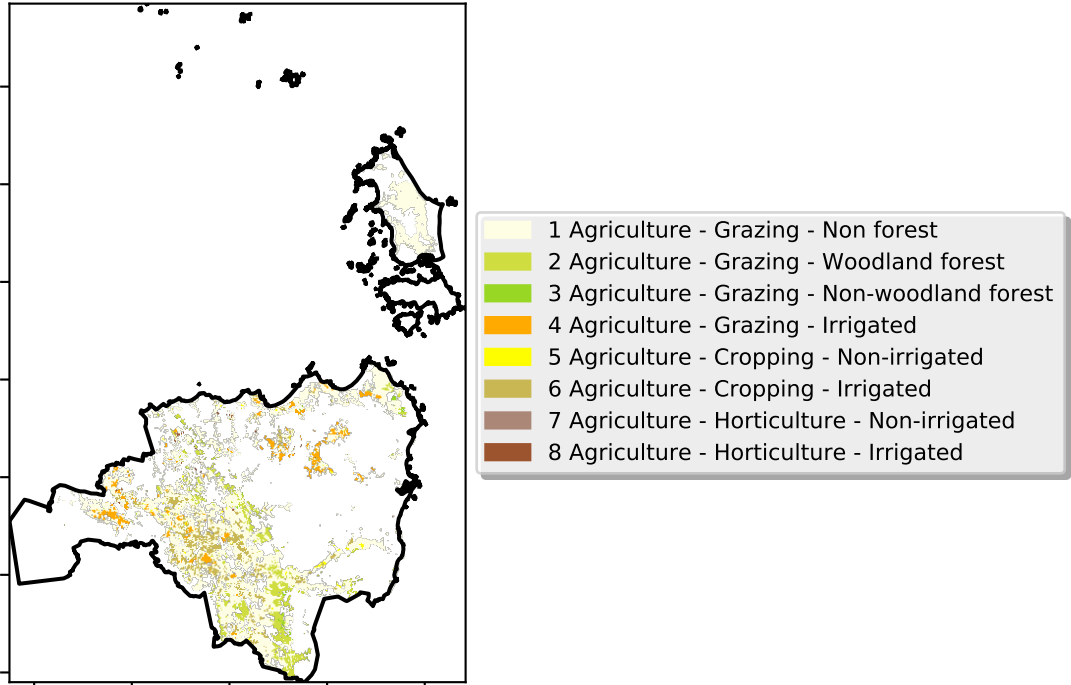 1 Agriculture - Grazing - Non forest
2 Agriculture - Grazing - Woodland forest
3 Agriculture - Grazing - Non-woodland forest
4 Agriculture - Grazing - Irrigated
5 Agriculture - Cropping - Non-irrigated
6 Agriculture - Cropping - Irrigated
7 Agriculture - Horticulture - Non-irrigated
8 Agriculture - Horticulture - Irrigated